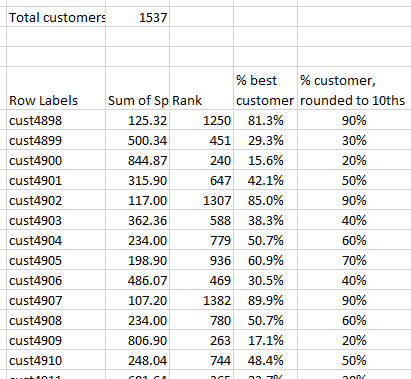 Total customers 1537
% best % customer,
Row Labels Sum of Sp Rank customer rounded to 10ths
cust4898 125.32 1250 81.3% 90%
cust4899 500.34 451 29.3% 30%
cust4900 844.87 240 15.6% 20%
cust4901 315.90 647 42.1% 50%
cust4902 117.00 1307 85.0% 90%
cust4903 362.36 588 38.3% 40%
cust4904 234.00 779 50.7% 60%
cust4905 198.90 936 60.9% 70%
cust4906 486.07 469 30.5% 40%
cust4907 107.20 1382 89.9% 90%
cust4908 234.00 780 50.7% 60%
cust4909 806.90 263 17.1% 20%
cust4910 248.04 744 48.4% 50%